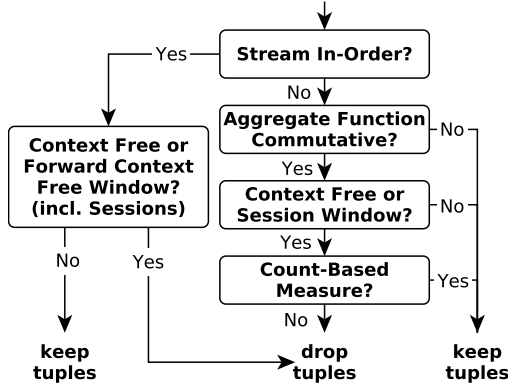 Yes
Stream In-Order?
No
Aggregate Function
Commutative?
No
Context Free or
Forward Context
Free Window?
(incl. Sessions)
Yes
Context Free or
Session Window?
No
No
Yes
Yes
Count-Based
Measure?
Yes
No
keep
tuples
drop
tuples
keep
tuples